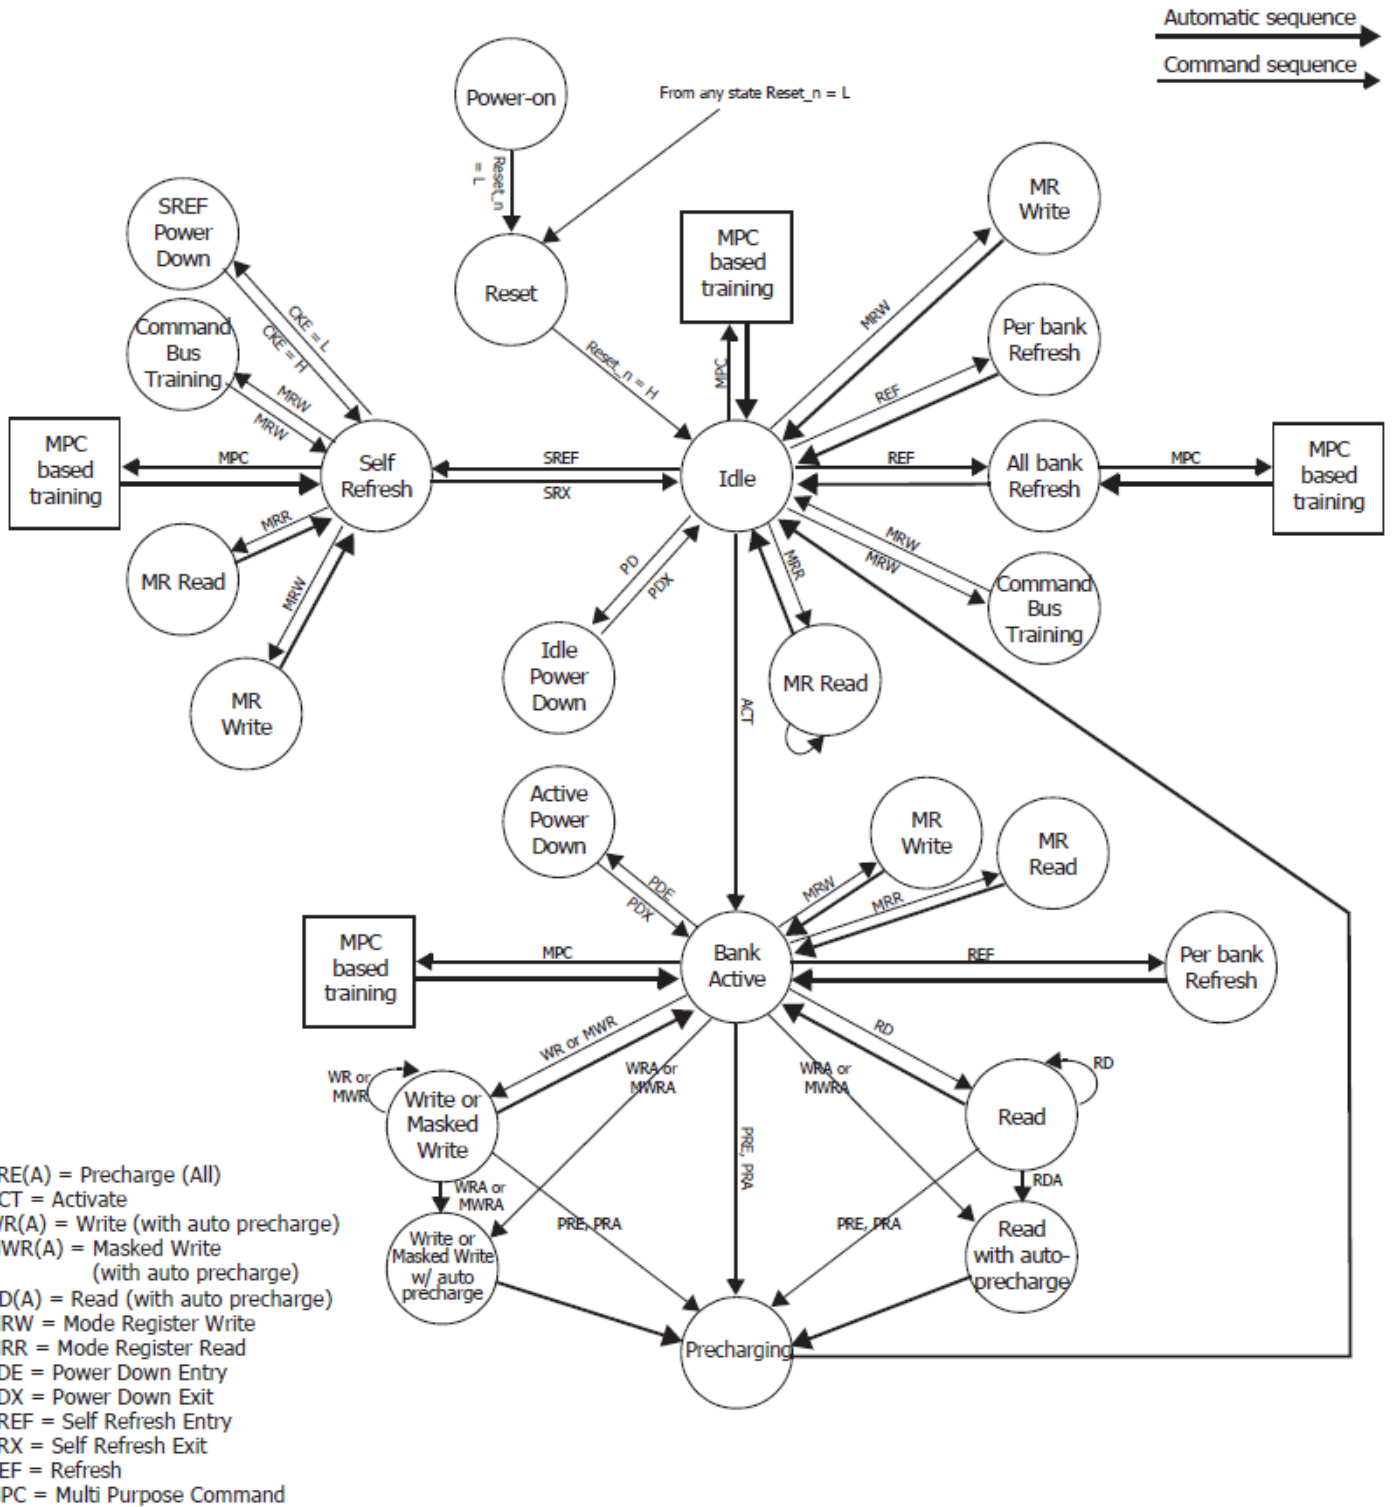 Automatic sequence
Command sequence
Power-on
From any state Reset_n = L
Reset_n
= L
SREF
Power
Down
MPC
based
training
MR
Write
Reset
Command
Bus
Training
CKE = L
CKE = H
Reset_n = H
MPC
MRW
Per bank
Refresh
REF
MRW
MRW
MPC
based
training
MPC
Self
Refresh
SREF
SRX
Idle
REF
All bank
Refresh
MPC
MPC
based
training
MRR
MR Read
MRW
MR
Write
PD
PDX
Idle
Power
Down
MRR
MR Read
MRW
MRW
Command
Bus
Training
ACT
Active
Power
Down
PDE
PDX
MRW
MR
Write
MRR
MR
Read
MPC
based
training
MPC
Bank
Active
REF
Per bank
Refresh
WR or MWR
WRA or
MWRA
WRA or
MWRA
RD
WR or
MWR
Write or
Masked
Write
PRE, PRA
Read
RD
WRA or
MWRA
PRE, PRA
PRE, PRA
RDA
Write or
Masked Write
w/ auto
precharge
Read
with auto-
precharge
Precharging
RE(A) = Precharge (All)
CT = Activate
WR(A) = Write (with auto precharge)
MWR(A) = Masked Write
(with auto precharge)
D(A) = Read (with auto precharge)
RW = Mode Register Write
RR = Mode Register Read
DE = Power Down Entry
DX = Power Down Exit
REF = Self Refresh Entry
RX = Self Refresh Exit
EF = Refresh
PC = Multi Purpose Command